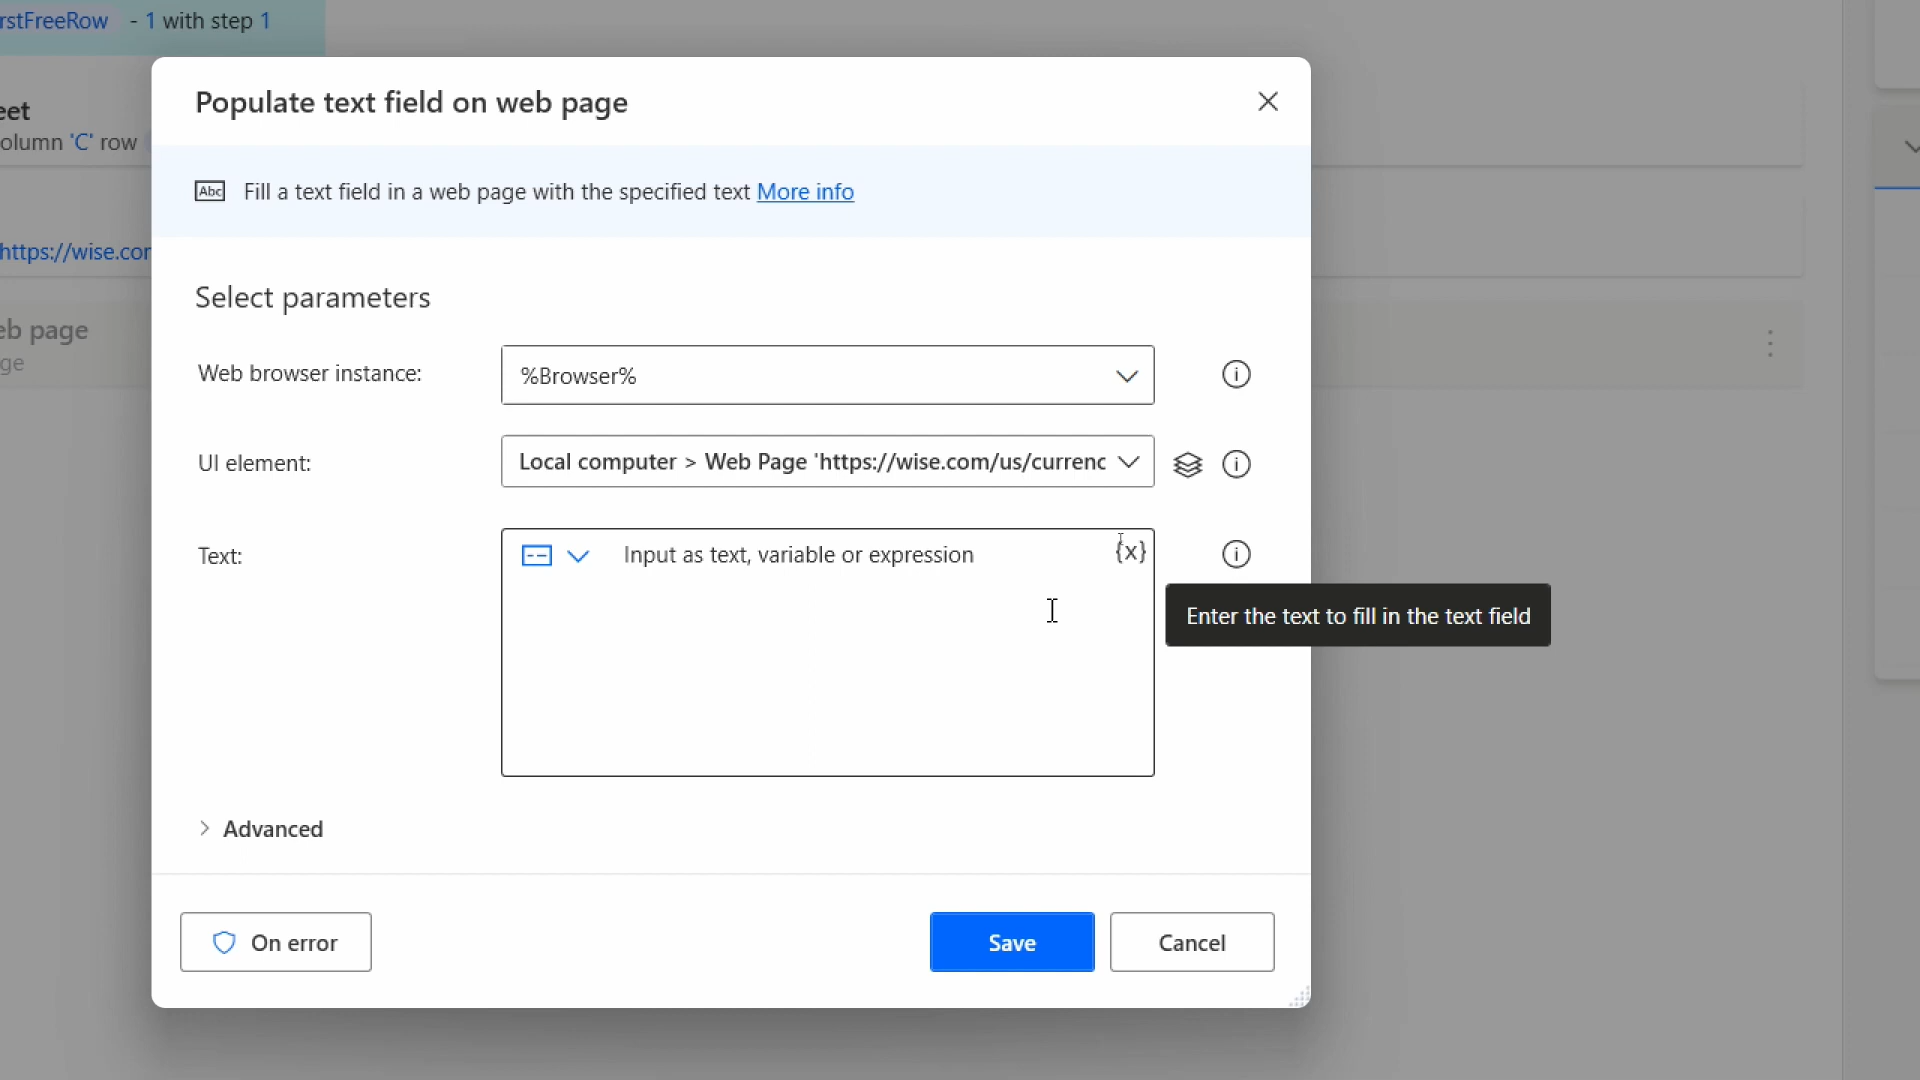 rstFreeRow - 1 with step 1
eet
olumn 'C' row
https://wise.cor
eb page
ge
Populate text field on web page
Abc Fill a text field in a web page with the specified text More info
Select parameters
Web browser instance: %Browser%
UI element: Local computer > Web Page 'https://wise.com/us/currenc
Text: Input as text, variable or expression {x}
Enter the text to fill in the text field
Advanced
On error Save Cancel